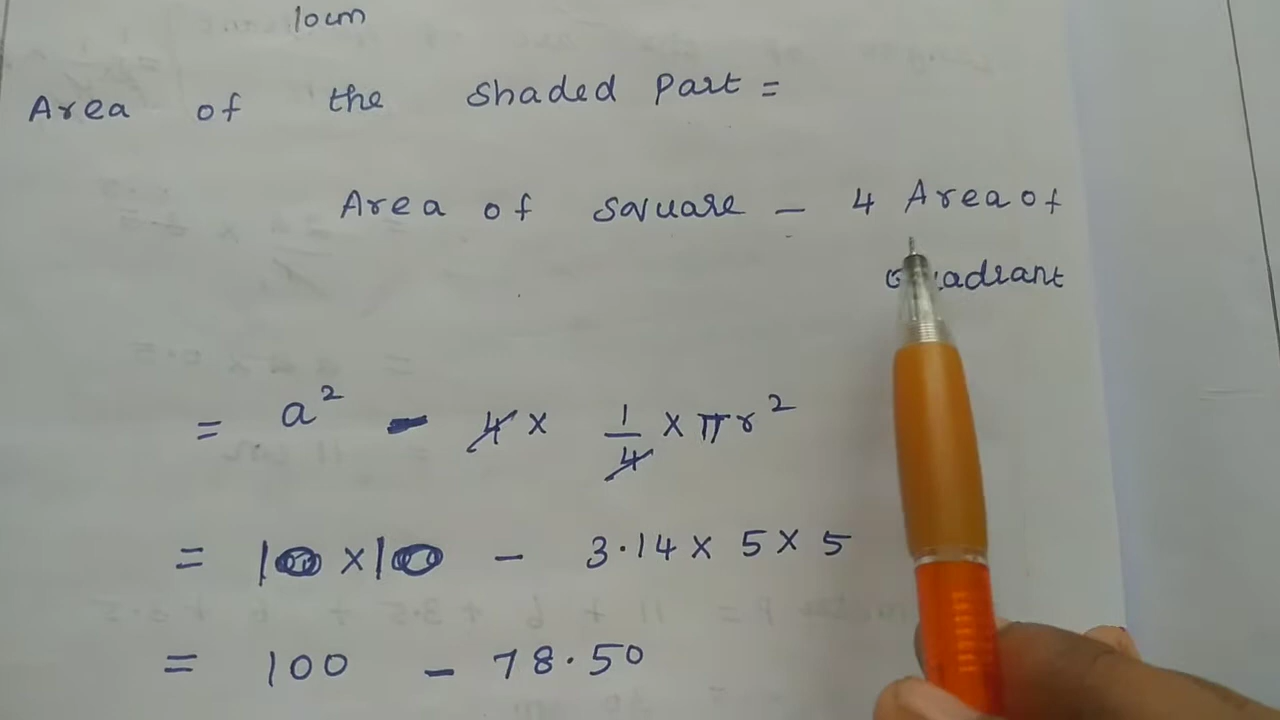 10cm
Area of the shaded part =
Area of square - 4 Area of
Quadrant
= a² - 4 × 1/4 × πr²
= 10 × 10 - 3.14 × 5 × 5
= 100 - 78.50